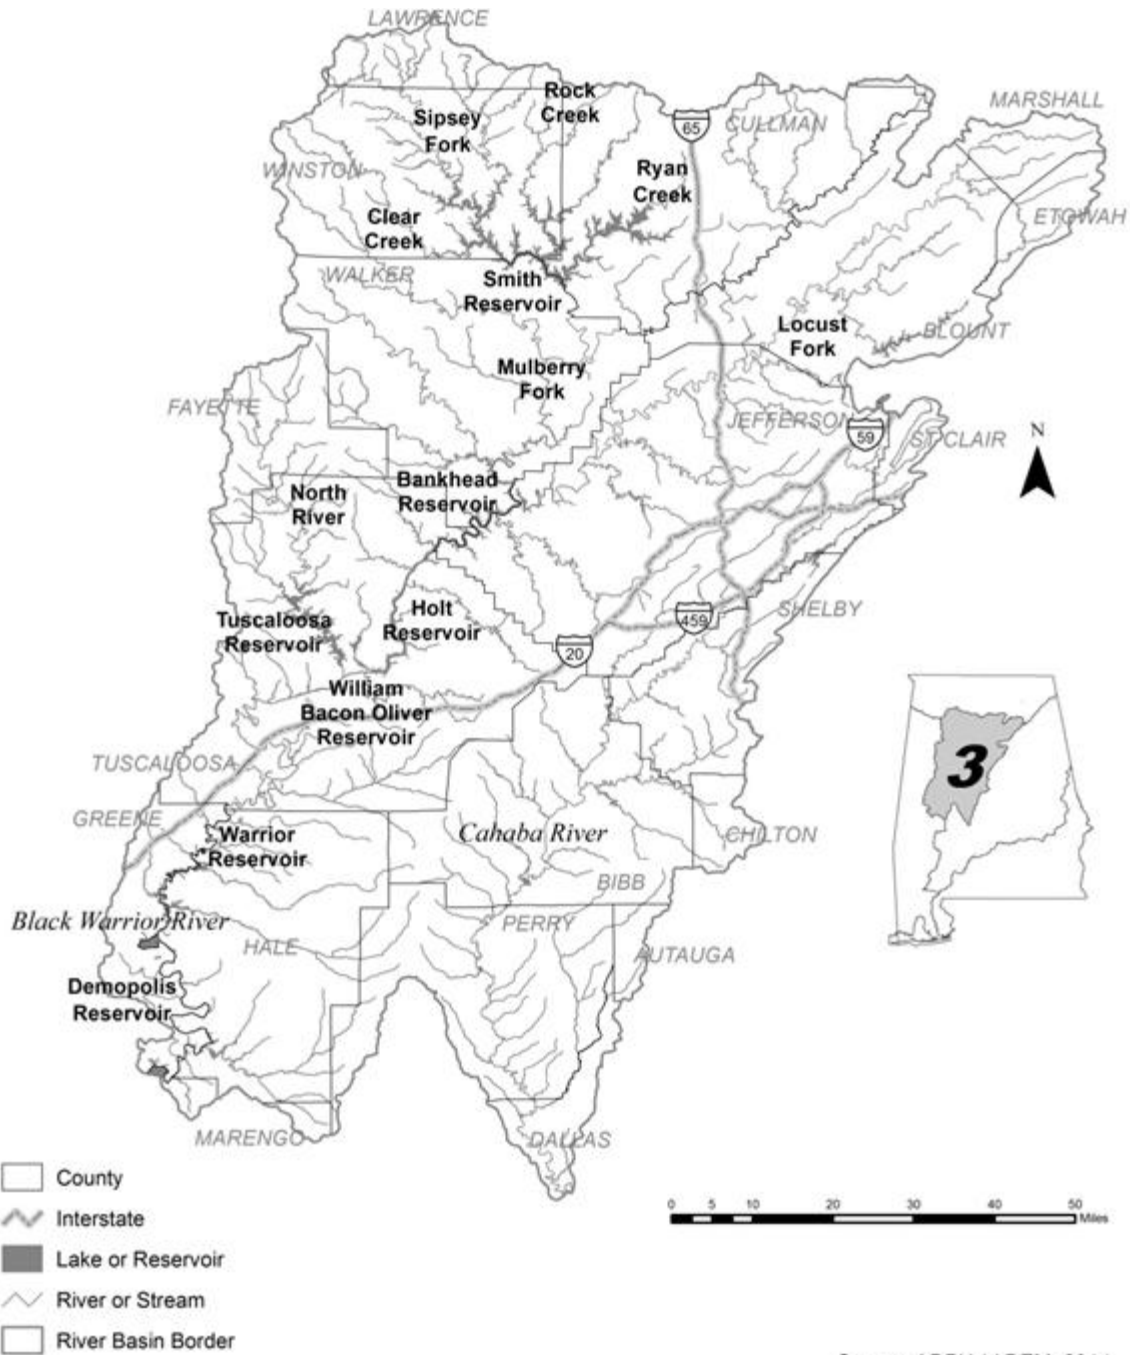 LAWRENCE
Rock
Creek
MARSHALL
Sipsey
Fork
65
CULLMAN
WINSTON
Ryan
Creek
Clear
Creek
ETOWAH
WALKER
Smith
Reservoir
Locust
Fork
BLOUNT
Mulberry
Fork
FAYETTE
JEFFERSON
59
ST CLAIR
N
Bankhead
Reservoir
North
River
Tuscaloosa
Reservoir
Holt
Reservoir
459
SHELBY
20
William
Bacon Oliver
Reservoir
TUSCALOOSA
3
GREENE
Warrior
Reservoir
Cahaba River
CHILTON
BIBB
Black Warrior River
PERRY
HALE
AUTAUGA
Demopolis
Reservoir
MARENGO
DALLAS
County
Interstate
Lake or Reservoir
River or Stream
River Basin Border
0 5 10 20 30 40 50
Miles